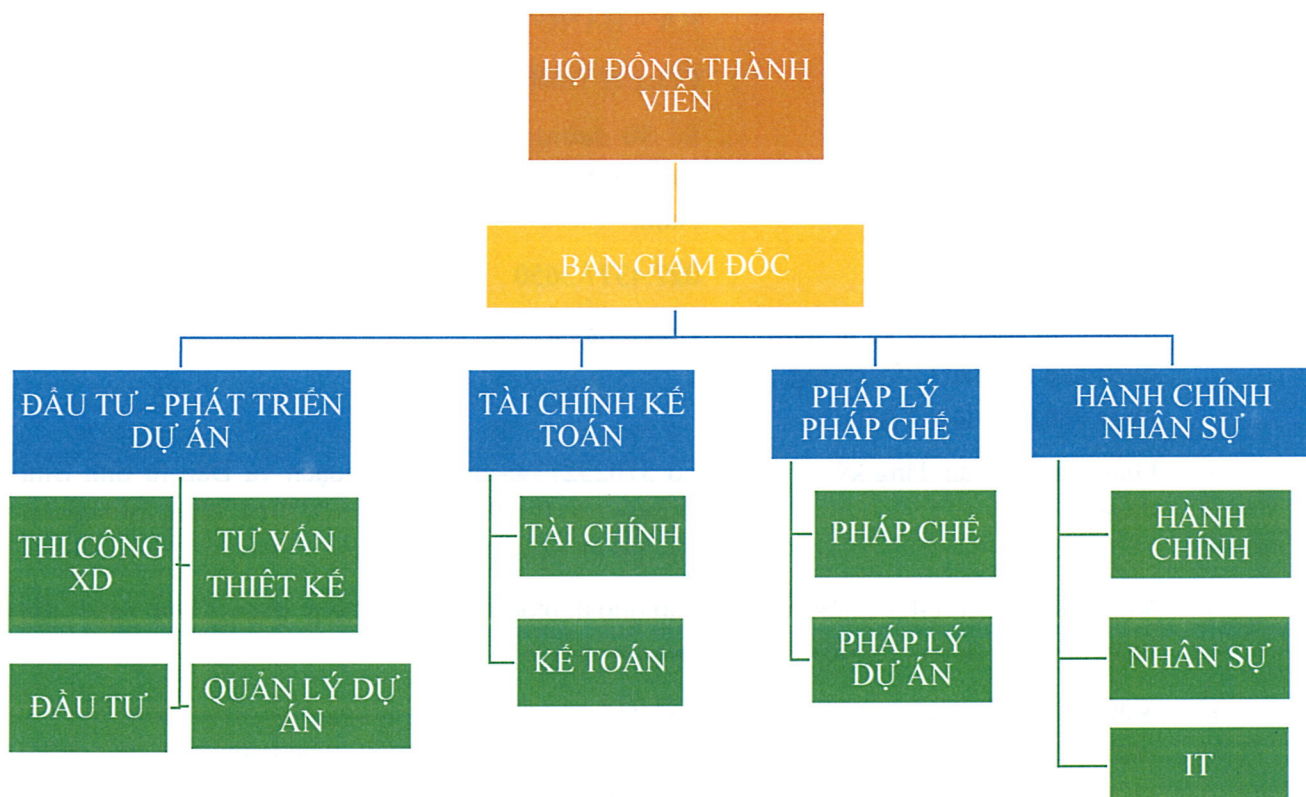 HỘI ĐỒNG THÀNH
VIÊN
BAN GIÁM ĐỐC
ĐẦU TƯ - PHÁT TRIỂN
DỰ ÁN
TÀI CHÍNH KẾ
TOÁN
PHÁP LÝ
PHÁP CHẾ
HÀNH CHÍNH
NHÂN SỰ
THI CÔNG
XD
TƯ VẤN
THIÊT KẾ
ĐẦU TƯ
QUẢN LÝ DỰ
ÁN
TÀI CHÍNH
KẾ TOÁN
PHÁP CHẾ
PHÁP LÝ
DỰ ÁN
HÀNH
CHÍNH
NHÂN SỰ
IT